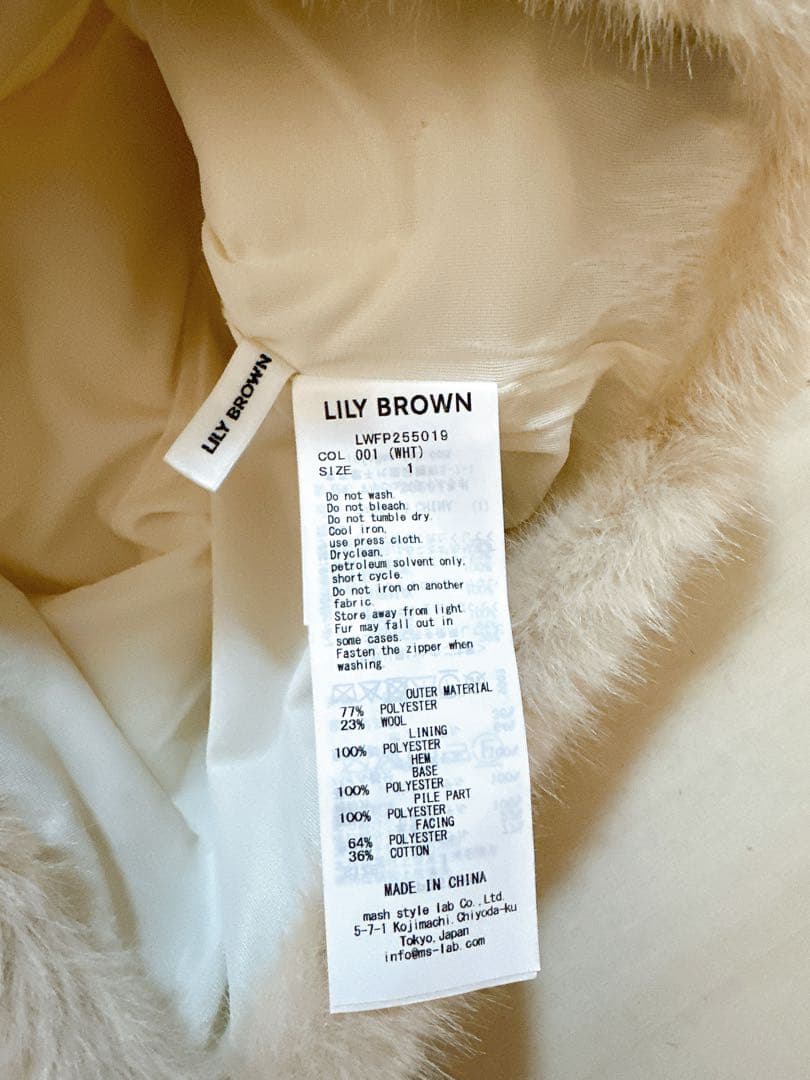 LILY BROWN
LILY BROWN
LWFP255019
COL 001 (WHT)
SIZE 1
Do not wash.
Do not bleach.
Do not tumble dry.
Cool iron,
use press cloth.
Dryclean,
petroleum solvent only,
short cycle.
Do not iron on another
fabric.
Store away from light.
Fur may fall out in
some cases.
Fasten the zipper when
washing.
OUTER MATERIAL
77% POLYESTER
23% WOOL
LINING
100% POLYESTER
HEM
BASE
100% POLYESTER
PILE PART
100% POLYESTER
FACING
64% POLYESTER
36% COTTON
MADE IN CHINA
mash style lab Co.,Ltd.
5-7-1 Kojimachi,Chiyoda-ku
Tokyo,Japan
info@ms-lab.com